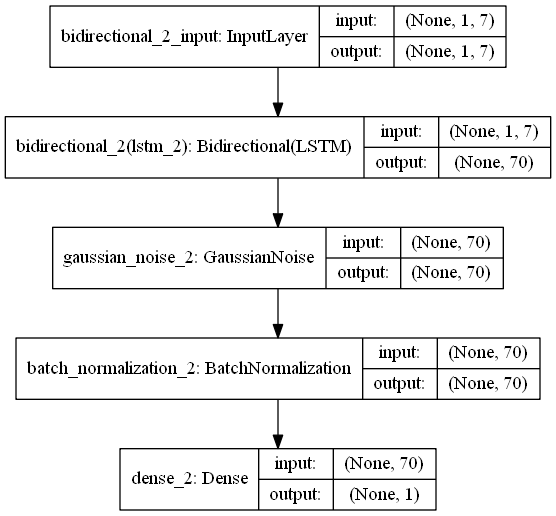 bidirectional_2_input: InputLayer
input:
(None, 1, 7)
output:
(None, 1, 7)
bidirectional_2(lstm_2): Bidirectional(LSTM)
input:
(None, 1, 7)
output:
(None, 70)
gaussian_noise_2: GaussianNoise
input:
(None, 70)
output:
(None, 70)
batch_normalization_2: BatchNormalization
input:
(None, 70)
output:
(None, 70)
dense_2: Dense
input:
(None, 70)
output:
(None, 1)